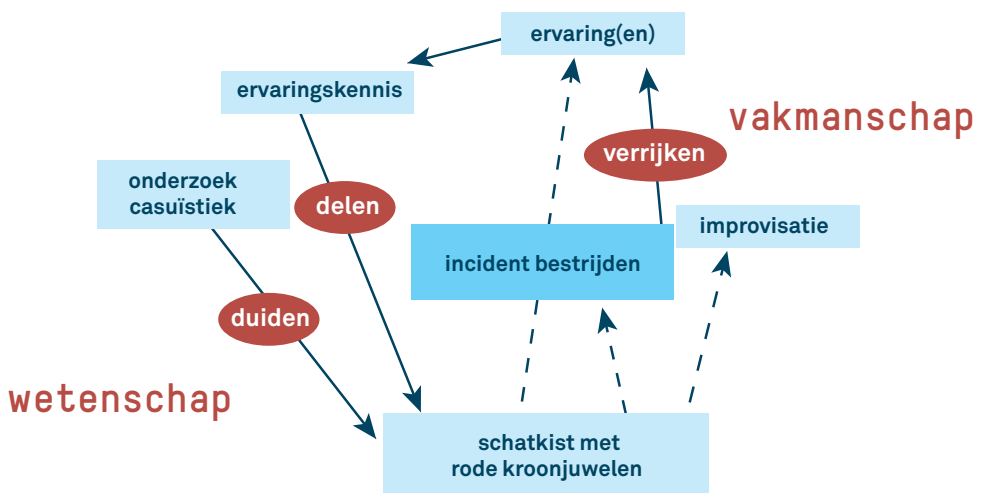 ervaring(en)
ervaringskennis
vakmanschap
verrijken
onderzoek
casuïstiek
delen
improvisatie
incident bestrijden
duiden
wetenschap
schatkist met
rode kroonjuwelen